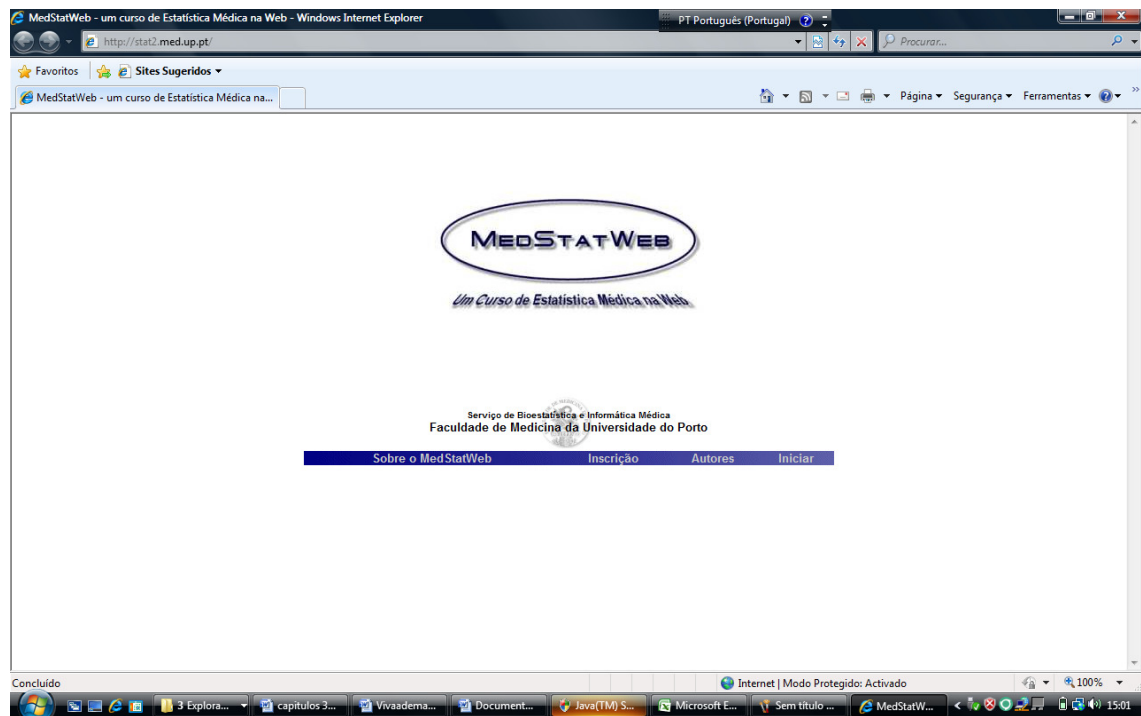 MedStatWeb - um curso de Estatística Médica na Web - Windows Internet Explorer
PT Português (Portugal)
http://stat2.med.up.pt/
Procurar...
Favoritos
Sites Sugeridos
MedStatWeb - um curso de Estatística Médica na...
Página
Segurança
Ferramentas
MEDSTATWEB
Um Curso de Estatística Médica na Web
Serviço de Bioestatística e Informática Médica
Faculdade de Medicina da Universidade do Porto
Sobre o MedStatWeb
Inscrição
Autores
Iniciar
Concluído
Internet | Modo Protegido: Activado
100%
3 Explora...
capitulos 3...
Vivaadema...
Document...
Java(TM) S...
Microsoft E...
Sem título ...
MedStatW...
15:01